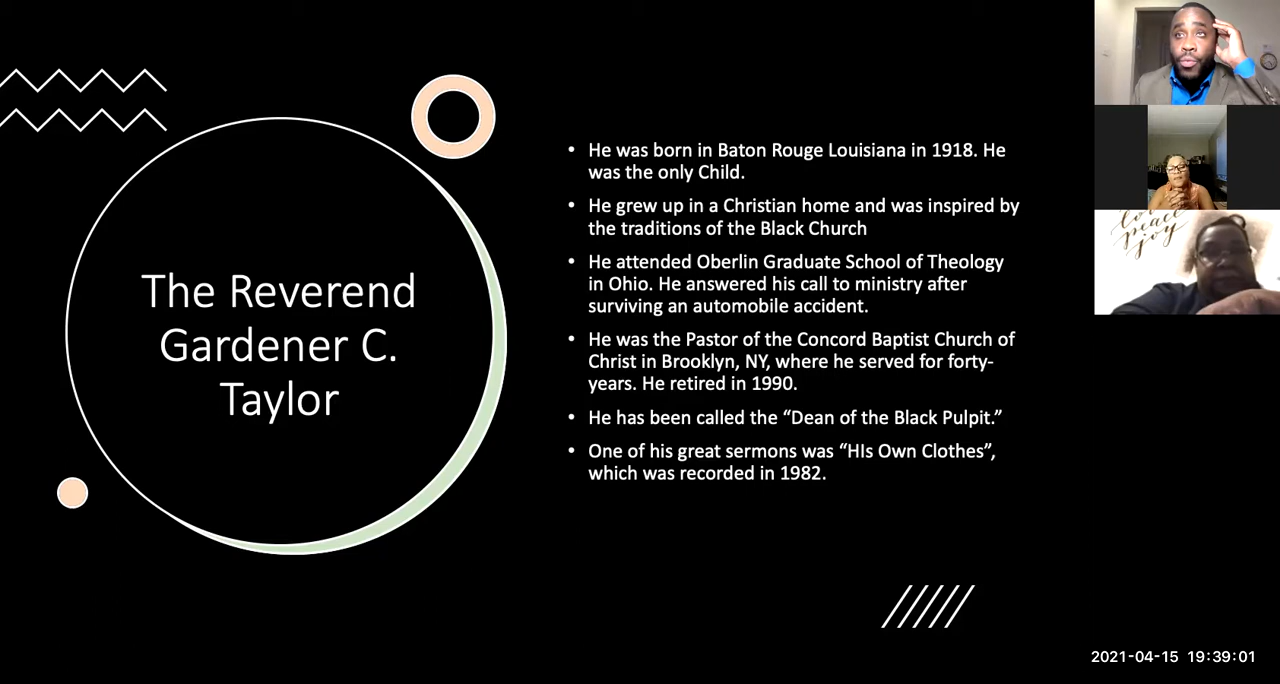 The Reverend
Gardener C.
Taylor
• He was born in Baton Rouge Louisiana in 1918. He
was the only Child.
• He grew up in a Christian home and was inspired by
the traditions of the Black Church
• He attended Oberlin Graduate School of Theology
in Ohio. He answered his call to ministry after
surviving an automobile accident.
• He was the Pastor of the Concord Baptist Church of
Christ in Brooklyn, NY, where he served for forty-
years. He retired in 1990.
• He has been called the “Dean of the Black Pulpit.”
• One of his great sermons was “HIs Own Clothes”,
which was recorded in 1982.
love
peace
joy
2021-04-15 19:39:01